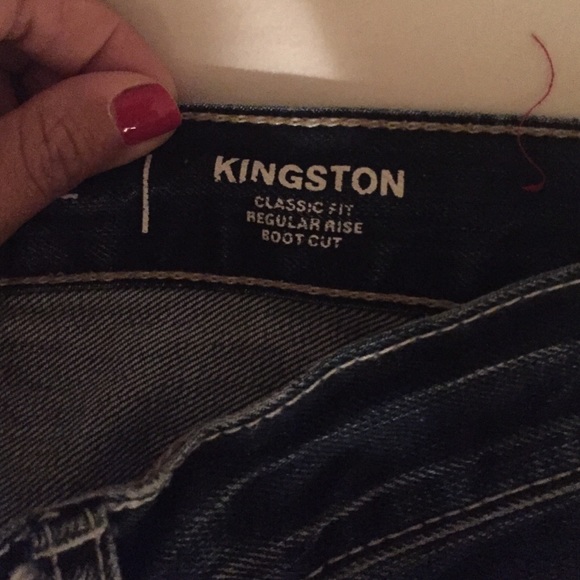 KINGSTON
CLASSIC FIT
REGULAR RISE
BOOT CUT